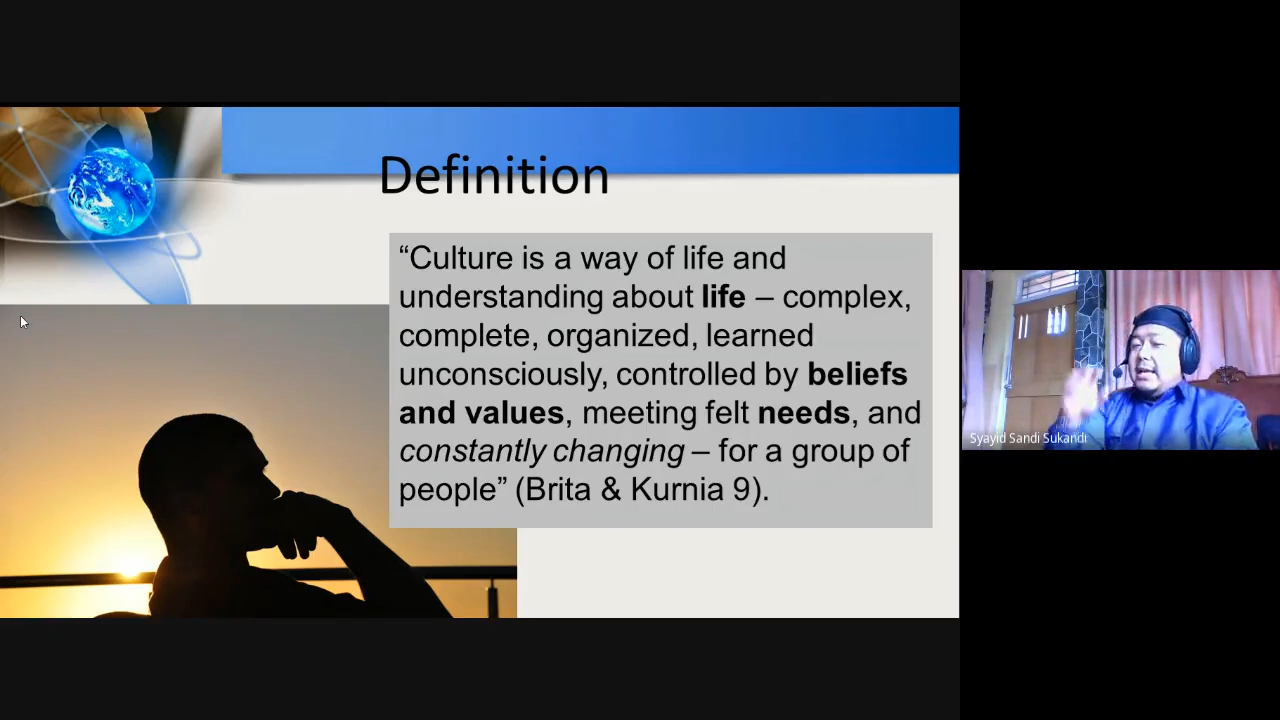 Definition
“Culture is a way of life and
understanding about life – complex,
complete, organized, learned
unconsciously, controlled by beliefs
and values, meeting felt needs, and
constantly changing – for a group of
people” (Brita & Kurnia 9).
Syayid Sandi Sukandi